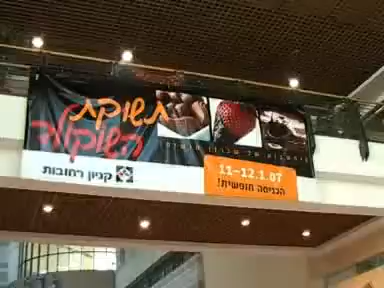 תשוקת
השוקולד
קניון רחובות
11-12.1.07
הכניסה חופשית!